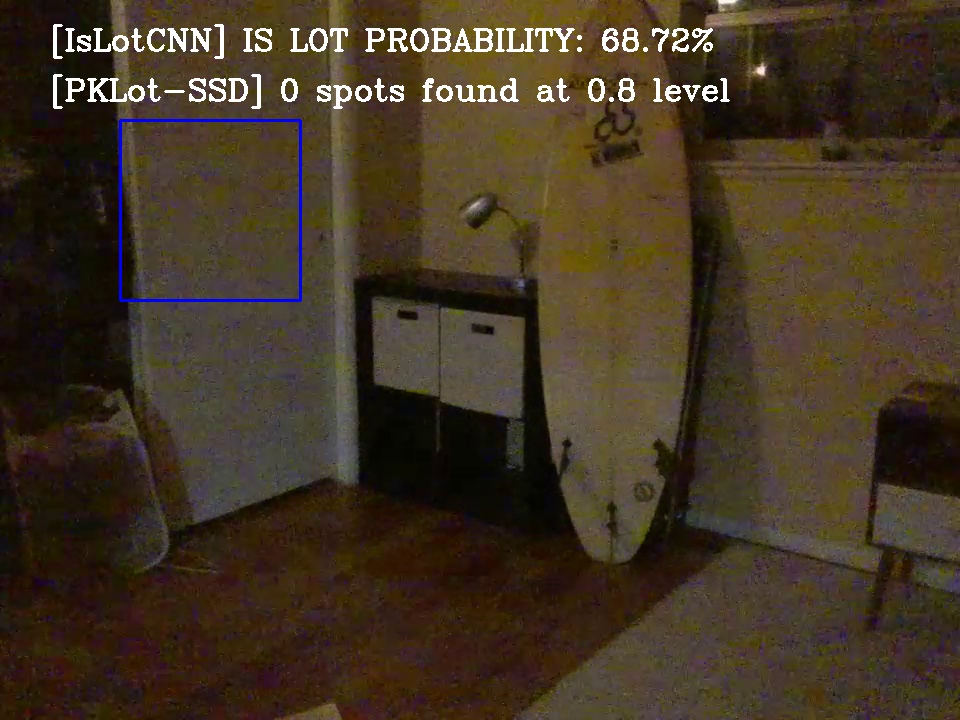 [IsLotCNN] IS LOT PROBABILITY: 68.72%
[PKLot-SSD] 0 spots found at 0.8 level